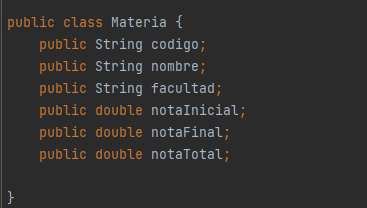 public class Materia {
public String codigo;
public String nombre;
public String facultad;
public double notaInicial;
public double notaFinal;
public double notaTotal;
}